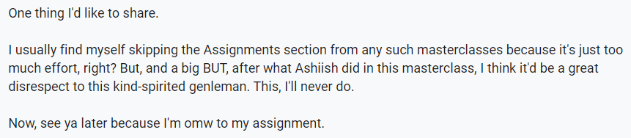 One thing I'd like to share.
I usually find myself skipping the Assignments section from any such masterclasses because it's just too
much effort, right? But, and a big BUT, after what Ashiish did in this masterclass, I think it'd be a great
disrespect to this kind-spirited genleman. This, I'll never do.
Now, see ya later because I'm omw to my assignment.